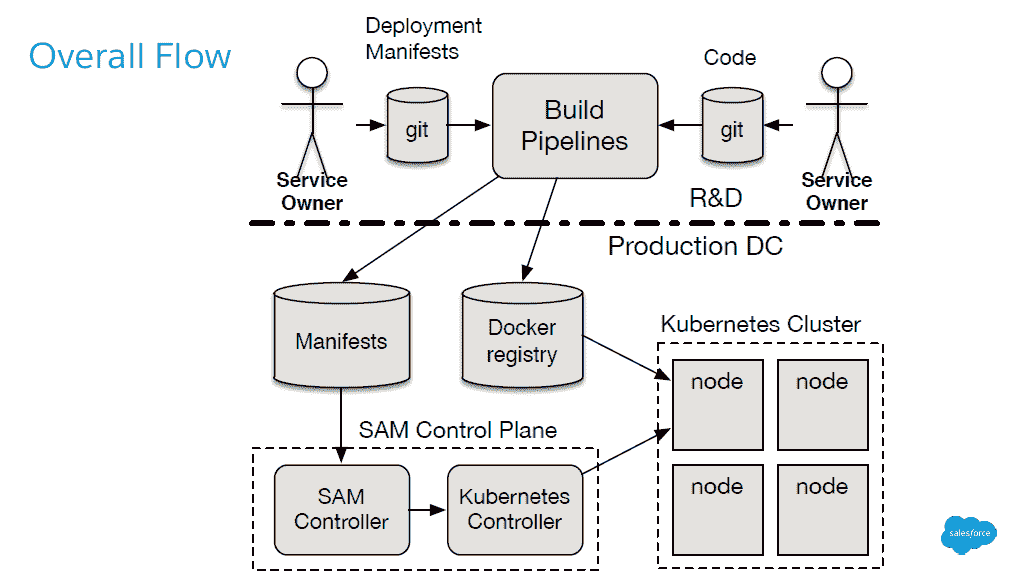 Overall Flow
Deployment
Manifests
Code
git
Build
Pipelines
git
Service
Owner
Service
Owner
R&D
Production DC
Manifests
Docker
registry
Kubernetes Cluster
node
node
node
node
SAM Control Plane
SAM
Controller
Kubernetes
Controller
salesforce